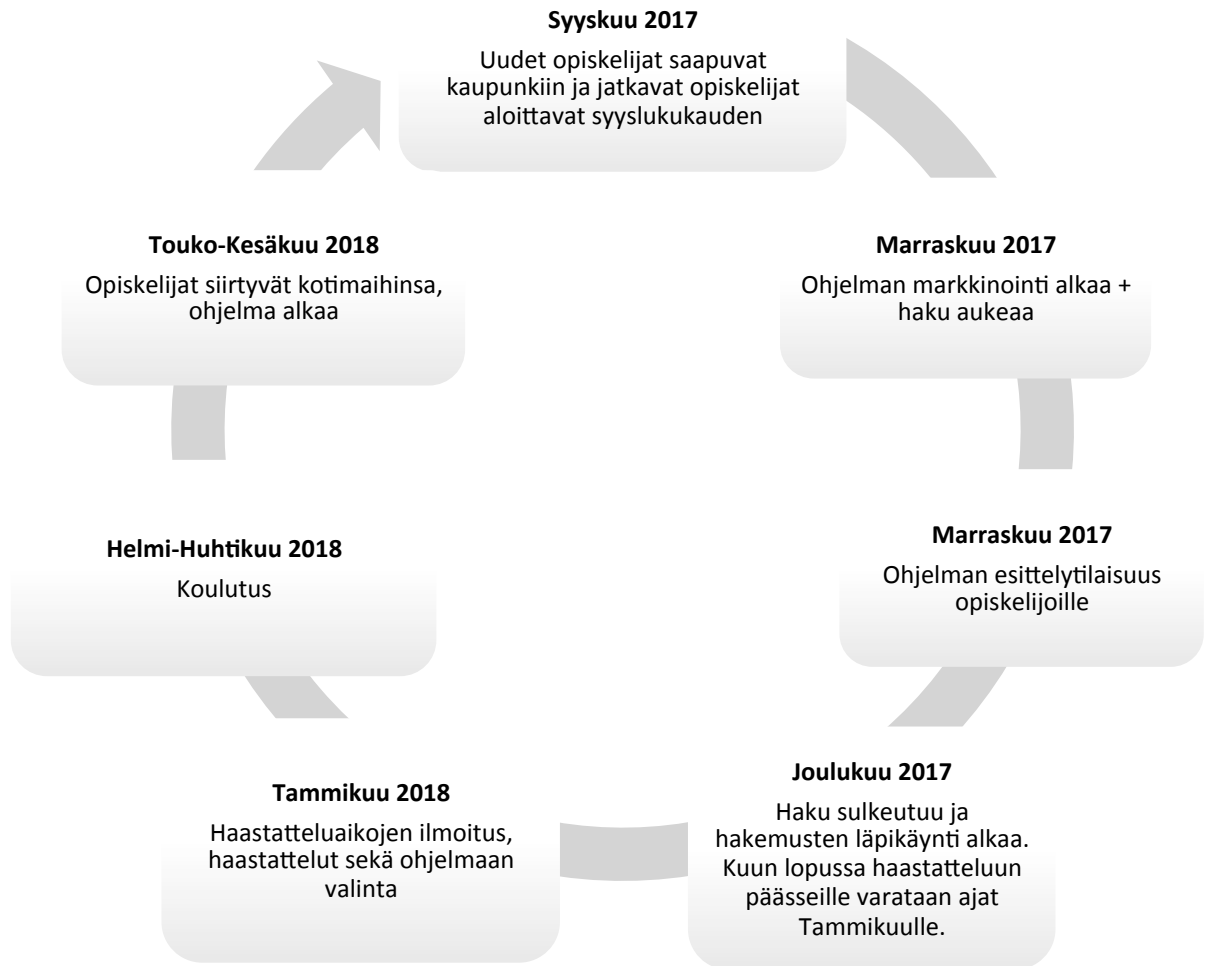 Syyskuu 2017
Uudet opiskelijat saapuvat
kaupunkiin ja jatkavat opiskelijat
aloittavat syyslukukauden
Marraskuu 2017
Ohjelman markkinointi alkaa +
haku aukeaa
Marraskuu 2017
Ohjelman esittelytilaisuus
opiskelijoille
Joulukuu 2017
Haku sulkeutuu ja
hakemusten läpikäynti alkaa.
Kuun lopussa haastatteluun
päässeille varataan ajat
Tammikuulle.
Tammikuu 2018
Haastatteluaikojen ilmoitus,
haastattelut sekä ohjelmaan
valinta
Helmi-Huhtikuu 2018
Koulutus
Touko-Kesäkuu 2018
Opiskelijat siirtyvät kotimaihinsa,
ohjelma alkaa